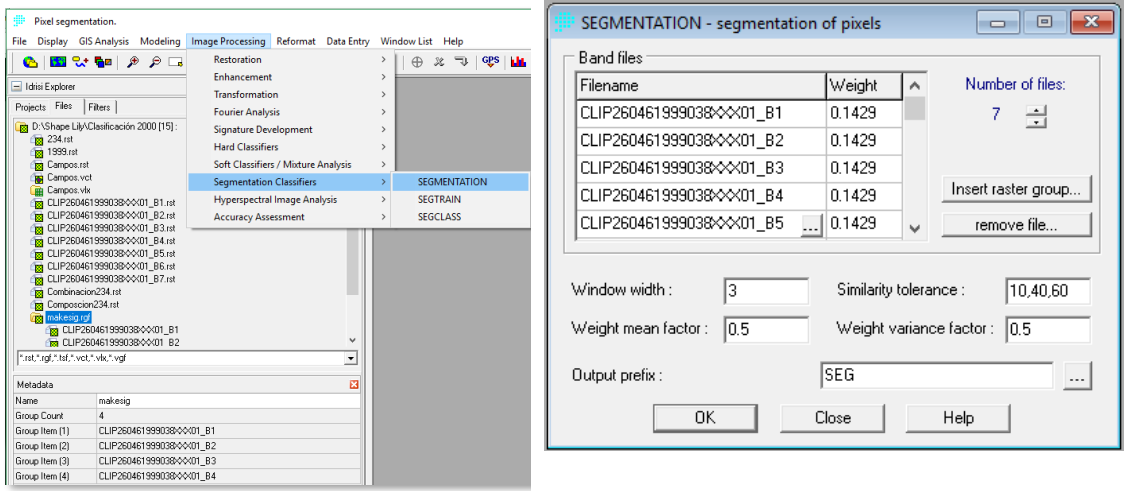 Pixel segmentation.
File Display GIS Analysis Modeling Image Processing Reformat Data Entry Window List Help
GPS
Idrisi Explorer
Projects Files Filters
D:\Shape Lily\Clasificación 2000 [15] :
234.rst
1999.rst
Campos.rst
Campos.vct
Campos.vlx
CLIP260461999038XXX01_B1.rst
CLIP260461999038XXX01_B2.rst
CLIP260461999038XXX01_B3.rst
CLIP260461999038XXX01_B4.rst
CLIP260461999038XXX01_B5.rst
CLIP260461999038XXX01_B6.rst
CLIP260461999038XXX01_B7.rst
Combinacion234.rst
Composcion234.rst
makesig.rgf
CLIP260461999038XXX01_B1
CLIP260461999038XXX01_B2
*.rst,*.rgf,*.tsf,*.vct,*.vlx,*.vgf
Metadata
Name makesig
Group Count 4
Group Item (1) CLIP260461999038XXX01_B1
Group Item (2) CLIP260461999038XXX01_B2
Group Item (3) CLIP260461999038XXX01_B3
Group Item (4) CLIP260461999038XXX01_B4
Restoration >
Enhancement >
Transformation >
Fourier Analysis >
Signature Development >
Hard Classifiers >
Soft Classifiers / Mixture Analysis >
Segmentation Classifiers >
Hyperspectral Image Analysis >
Accuracy Assessment >
SEGMENTATION
SEGTRAIN
SEGCLASS
SEGMENTATION - segmentation of pixels
Band files
Filename Weight
CLIP260461999038XXX01_B1 0.1429
CLIP260461999038XXX01_B2 0.1429
CLIP260461999038XXX01_B3 0.1429
CLIP260461999038XXX01_B4 0.1429
CLIP260461999038XXX01_B5 ... 0.1429
Number of files:
7
Insert raster group...
remove file...
Window width : 3 Similarity tolerance : 10,40,60
Weight mean factor : 0.5 Weight variance factor : 0.5
Output prefix : SEG ...
OK Close Help